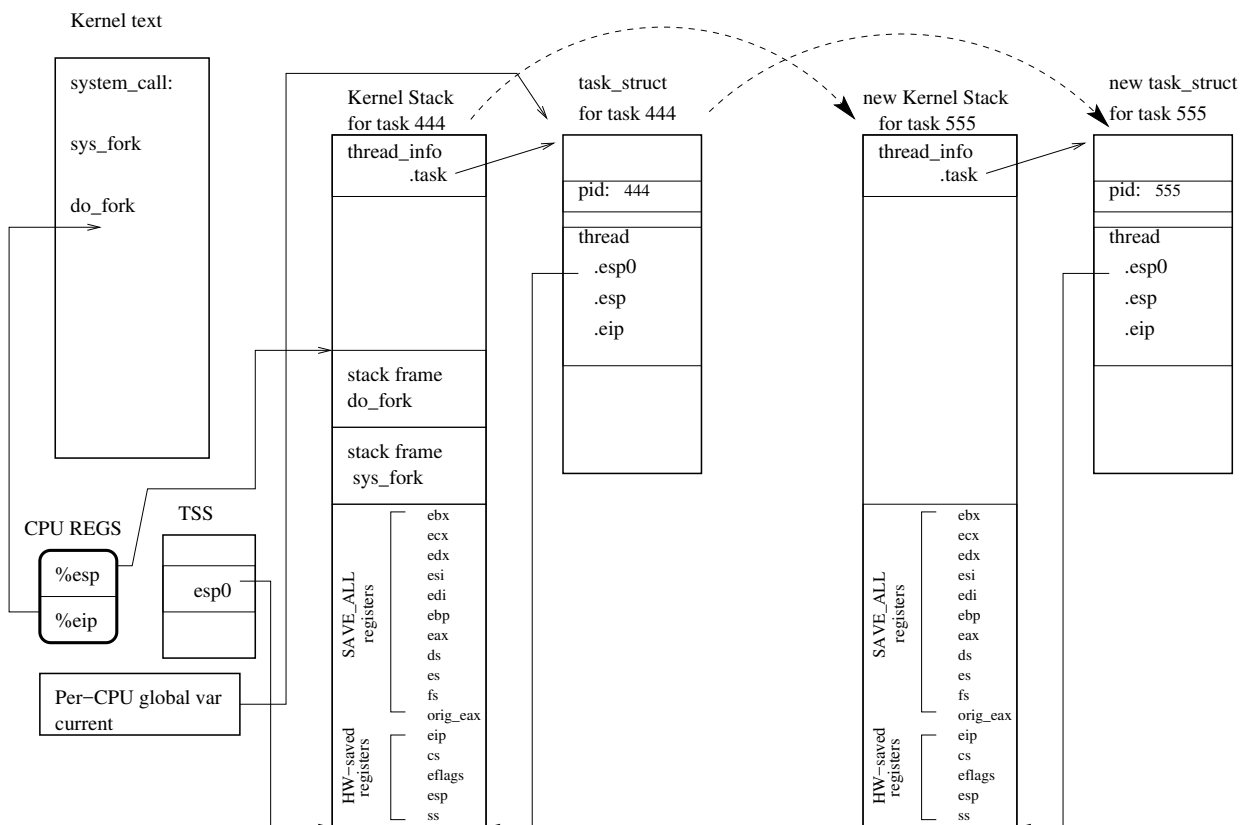 Kernel text
system_call:
sys_fork
do_fork
CPU REGS
%esp
%eip
TSS
esp0
Per−CPU global var
current
Kernel Stack
for task 444
thread_info
.task
stack frame
do_fork
stack frame
sys_fork
SAVE_ALL
registers
ebx
ecx
edx
esi
edi
ebp
eax
ds
es
fs
orig_eax
HW−saved
registers
eip
cs
eflags
esp
ss
task_struct
for task 444
pid: 444
thread
.esp0
.esp
.eip
new Kernel Stack
for task 555
thread_info
.task
SAVE_ALL
registers
ebx
ecx
edx
esi
edi
ebp
eax
ds
es
fs
orig_eax
HW−saved
registers
eip
cs
eflags
esp
ss
new task_struct
for task 555
pid: 555
thread
.esp0
.esp
.eip